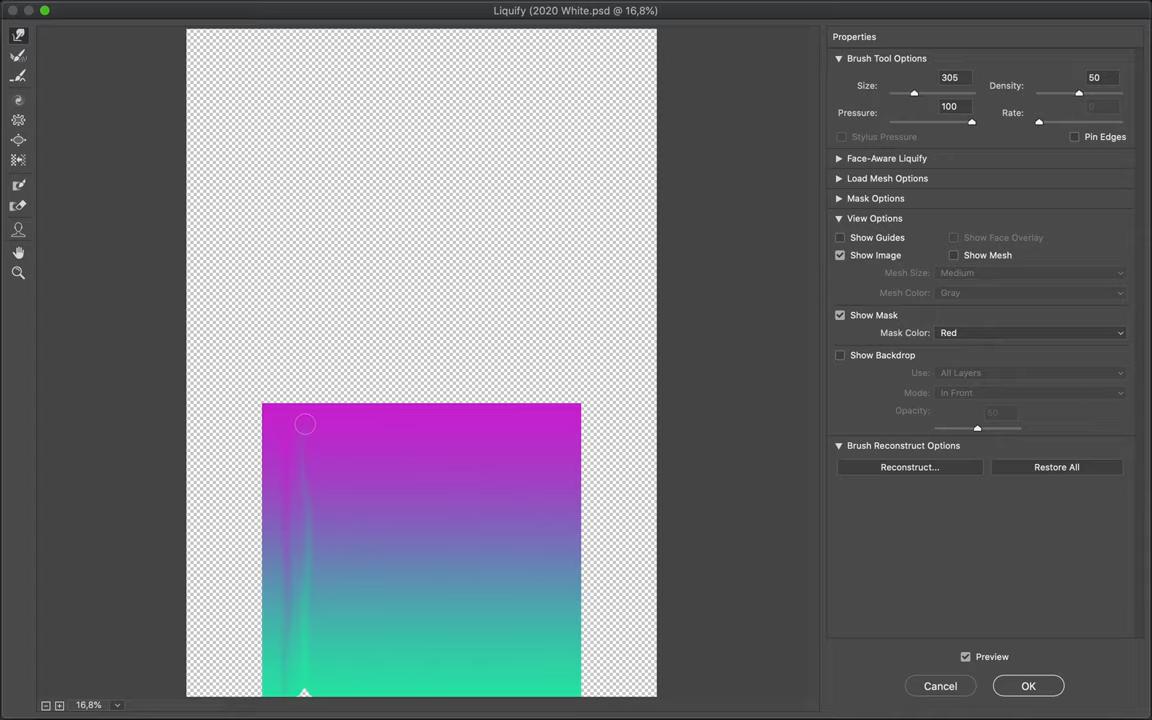 Liquify (2020 White.psd @ 16,8%)
Properties
Brush Tool Options
Size: 305 Density: 50
Pressure: 100 Rate: 0
Stylus Pressure Pin Edges
Face-Aware Liquify
Load Mesh Options
Mask Options
View Options
Show Guides Show Face Overlay
Show Image Show Mesh
Mesh Size: Medium
Mesh Color: Gray
Show Mask
Mask Color: Red
Show Backdrop
Use: All Layers
Mode: In Front
Opacity: 50
Brush Reconstruct Options
Reconstruct... Restore All
Preview
Cancel OK
16,8%